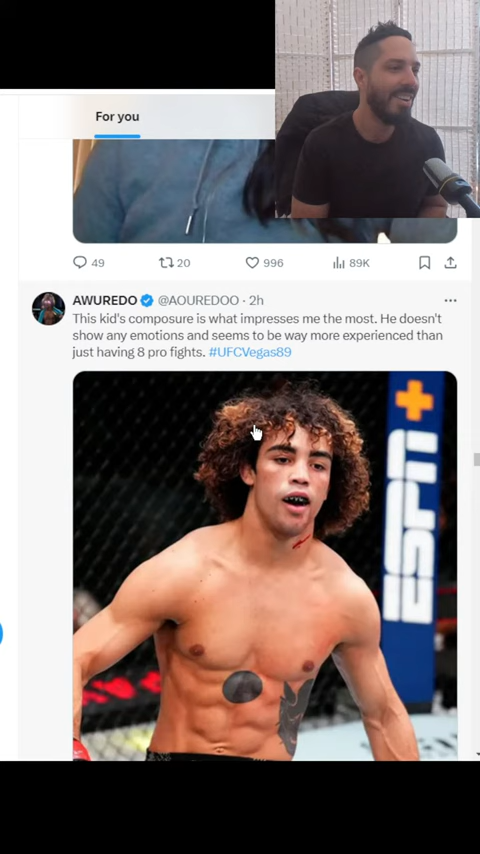 For you
49 20 996 89K
AWUREDO @AOUREDOO · 2h
This kid's composure is what impresses me the most. He doesn't
show any emotions and seems to be way more experienced than
just having 8 pro fights. #UFCVegas89
ESPN+